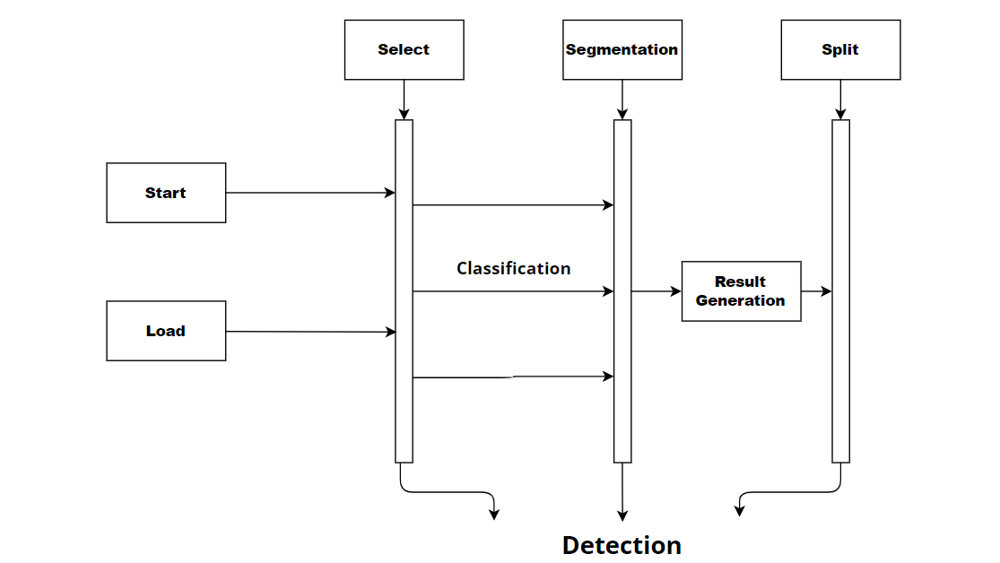 Select
Segmentation
Split
Start
Classification
Result
Generation
Load
Detection